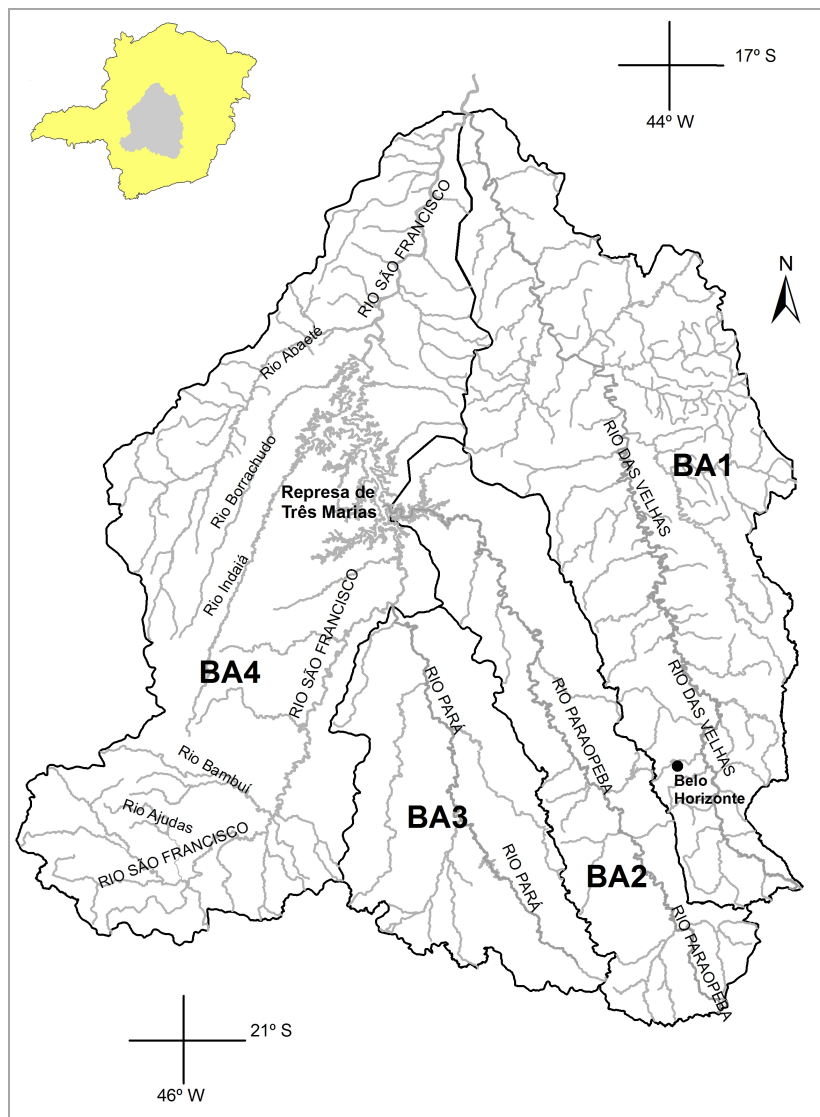 17º S
44º W
N
RIO SÃO FRANCISCO
Rio Abaeté
Rio Borrachudo
RIO DAS VELHAS
BA1
Represa de
Três Marias
Rio Indaiá
RIO SÃO FRANCISCO
BA4
RIO PARÁ
RIO PARAOPEBA
RIO DAS VELHAS
Rio Bambuí
Belo
Horizonte
Rio Ajudas
BA3
RIO SÃO FRANCISCO
RIO PARÁ
BA2
RIO PARAOPEBA
21º S
46º W